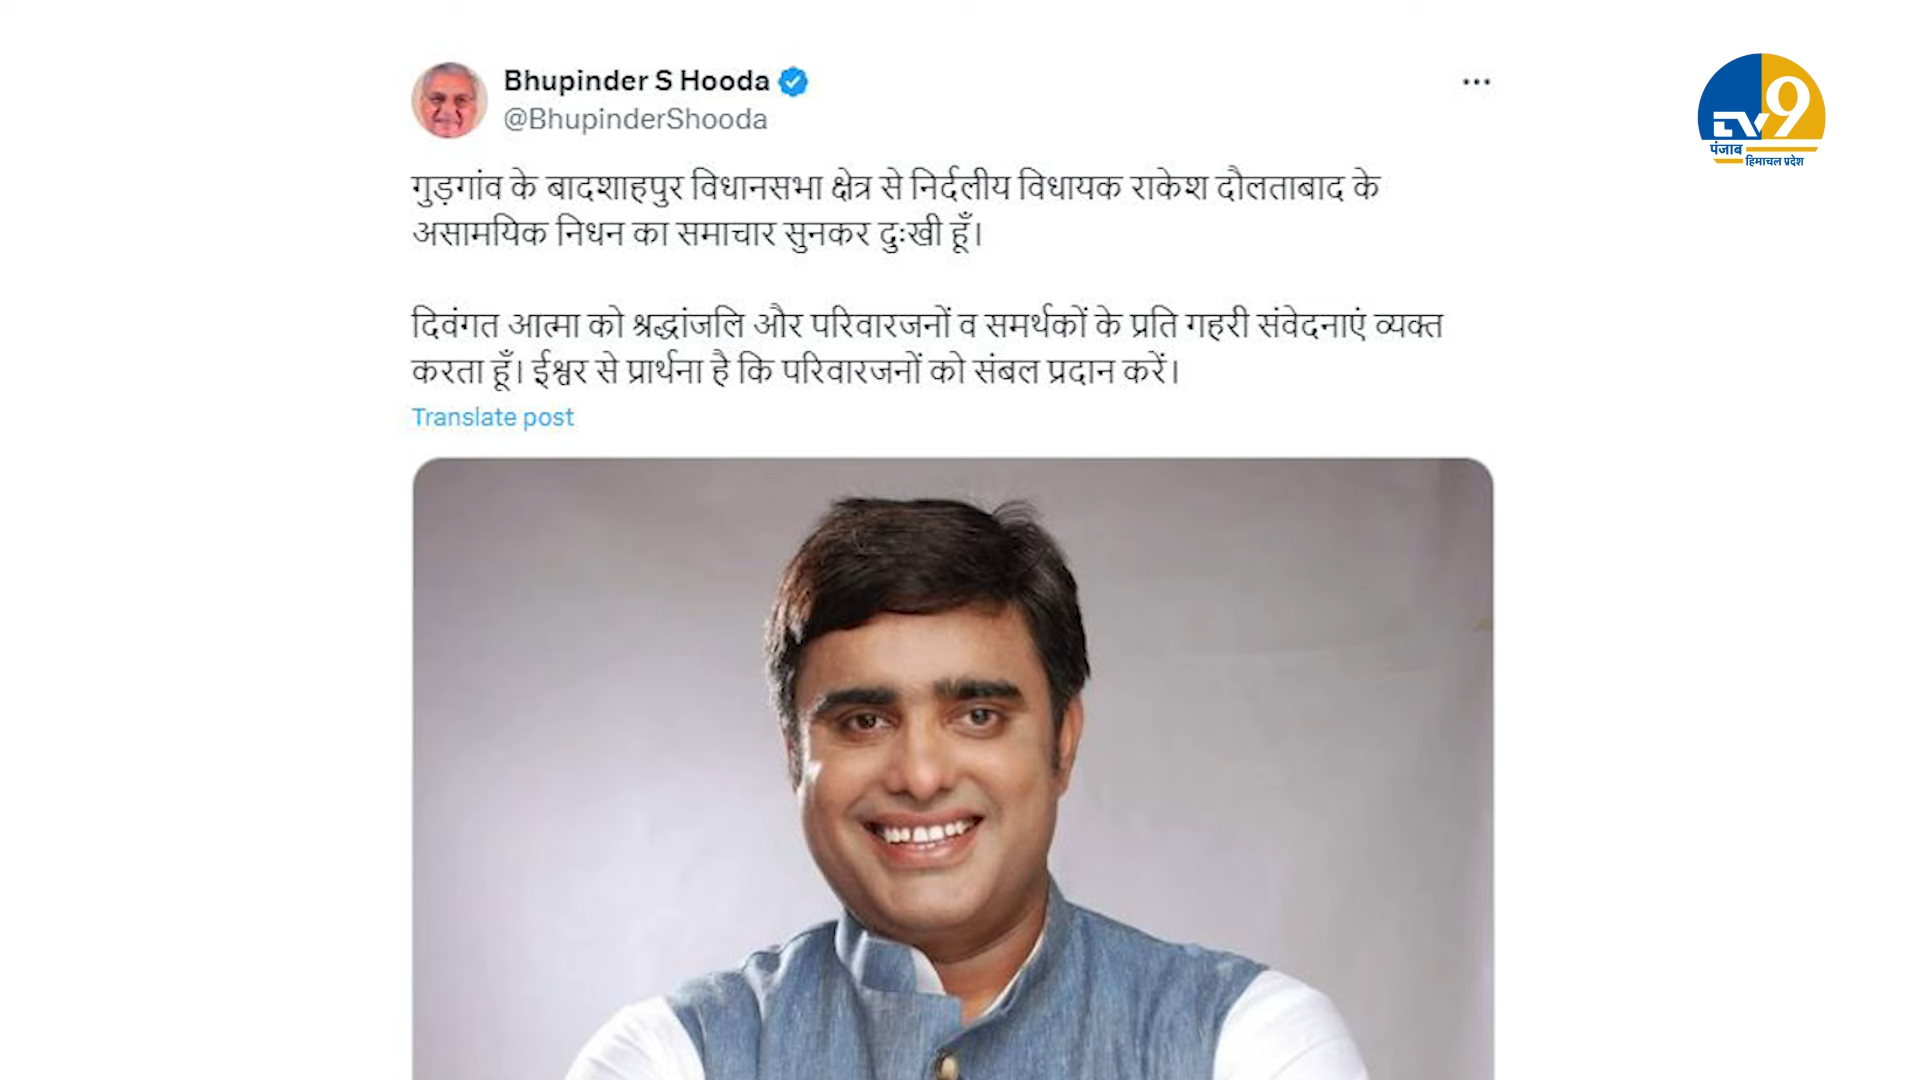 Bhupinder S Hooda
@BhupinderShooda
गुड़गांव के बादशाहपुर विधानसभा क्षेत्र से निर्दलीय विधायक राकेश दौलताबाद के
असामयिक निधन का समाचार सुनकर दुःखी हूँ।
दिवंगत आत्मा को श्रद्धांजलि और परिवारजनों व समर्थकों के प्रति गहरी संवेदनाएं व्यक्त
करता हूँ। ईश्वर से प्रार्थना है कि परिवारजनों को संबल प्रदान करें।
Translate post
TV9
पंजाब
हिमाचल प्रदेश